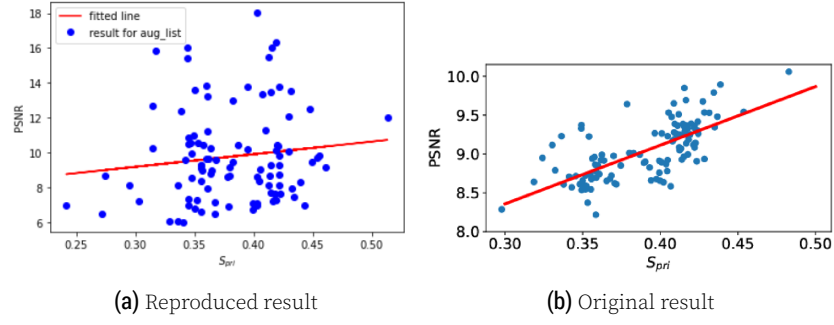 18
16
14
12
10
8
6
PSNR
fitted line
result for aug_list
0.25 0.30 0.35 0.40 0.45 0.50
S_pri
(a) Reproduced result
10.0
9.5
9.0
8.5
8.0
PSNR
0.30 0.35 0.40 0.45 0.50
S_pri
(b) Original result